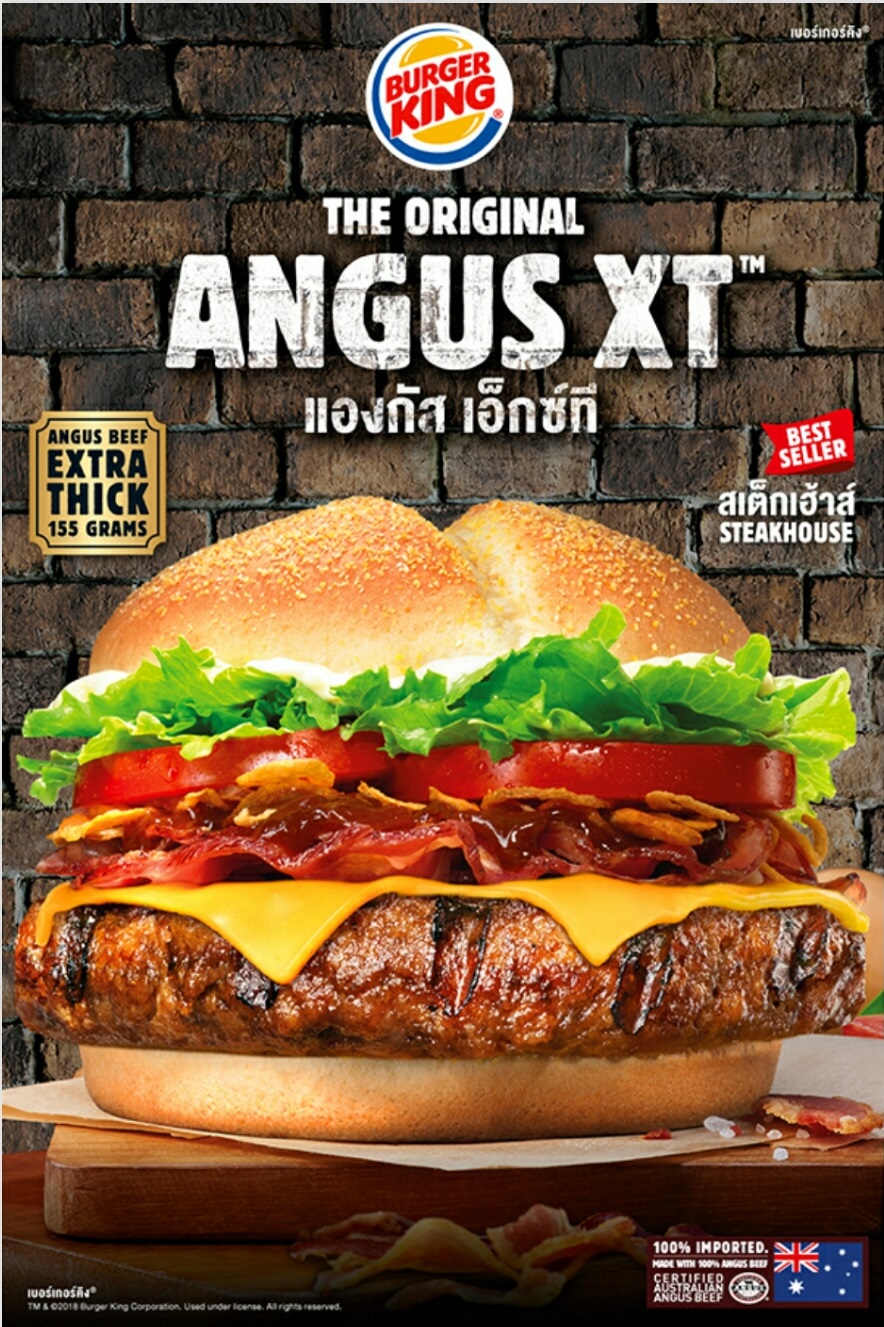 เบอร์เกอร์คิง®
BURGER
KING®
THE ORIGINAL
ANGUS XT™
แองกัส เอ็กซ์ที
ANGUS BEEF
EXTRA
THICK
155 GRAMS
BEST
SELLER
สเต็กเฮ้าส์
STEAKHOUSE
100% IMPORTED.
MADE WITH 100% ANGUS BEEF
CERTIFIED
AUSTRALIAN
ANGUS BEEF
เบอร์เกอร์คิง®
TM & ©2018 Burger King Corporation. Used under license. All rights reserved.